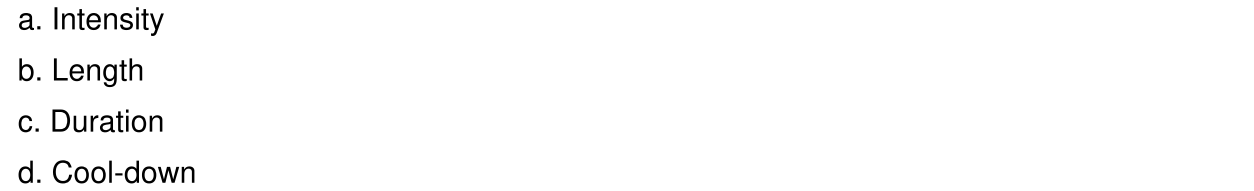 a. Intensity
b. Length
c. Duration
d. Cool-down